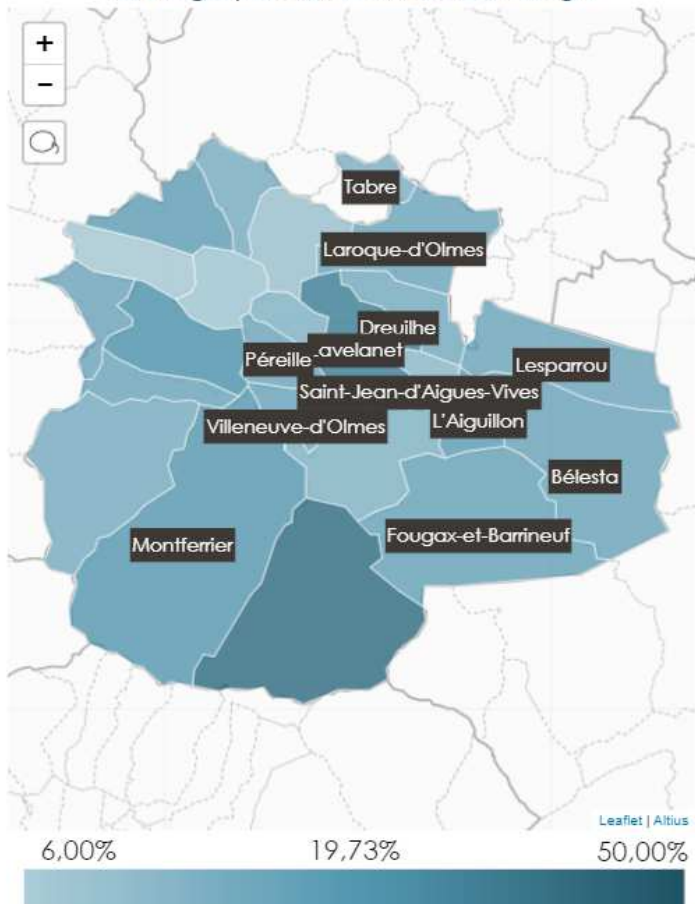 +
−
Tabre
Laroque-d'Olmes
Dreuilhe
Lavelanet
Péreille
Lesparrou
Saint-Jean-d'Aigues-Vives
L'Aiguillon
Villeneuve-d'Olmes
Bélesta
Fougax-et-Barrineuf
Montferrier
Leaflet | Altius
6,00% 19,73% 50,00%